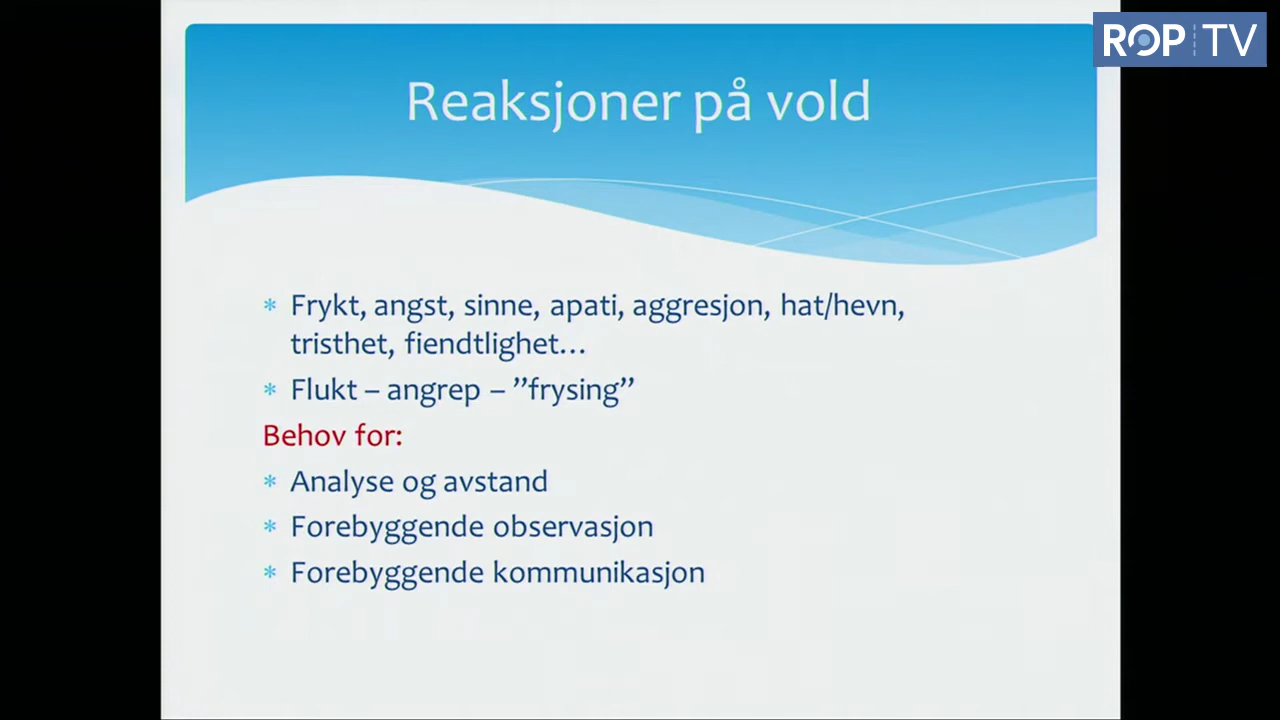 ROP TV
Reaksjoner på vold
* Frykt, angst, sinne, apati, aggresjon, hat/hevn,
tristhet, fiendtlighet...
* Flukt – angrep – ”frysing”
Behov for:
* Analyse og avstand
* Forebyggende observasjon
* Forebyggende kommunikasjon